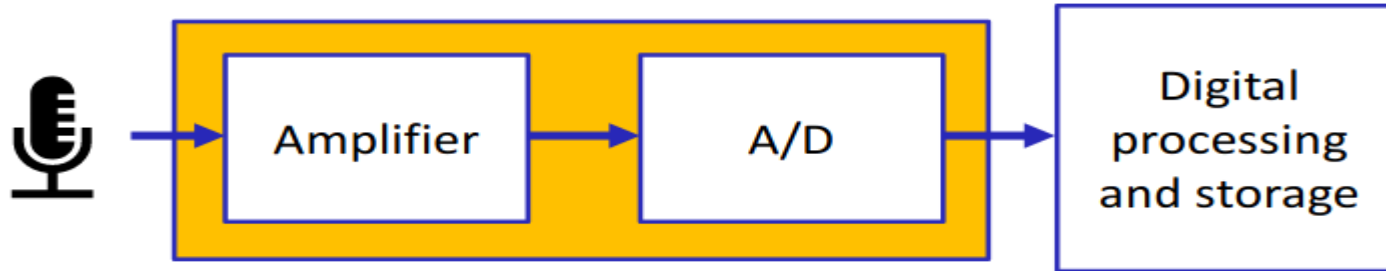 Amplifier
A/D
Digital
processing
and storage